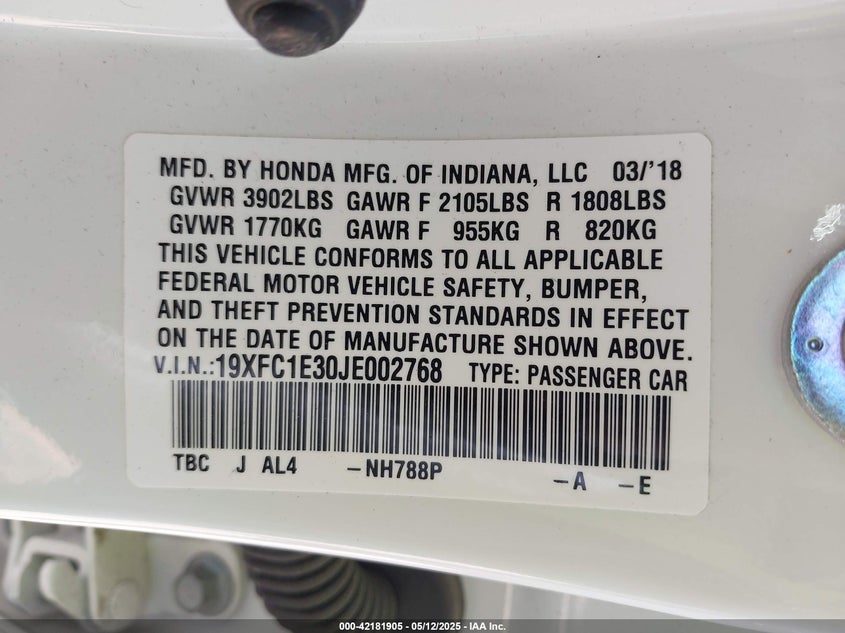 MFD. BY HONDA MFG. OF INDIANA, LLC 03/'18
GVWR 3902LBS GAWR F 2105LBS R 1808LBS
GVWR 1770KG GAWR F 955KG R 820KG
THIS VEHICLE CONFORMS TO ALL APPLICABLE
FEDERAL MOTOR VEHICLE SAFETY, BUMPER,
AND THEFT PREVENTION STANDARDS IN EFFECT
ON THE DATE OF MANUFACTURE SHOWN ABOVE.
V.I.N.:19XFC1E30JE002768 TYPE: PASSENGER CAR
TBC J AL4 -NH788P -A -E
000-42181905 - 05/12/2025 - IAA Inc.